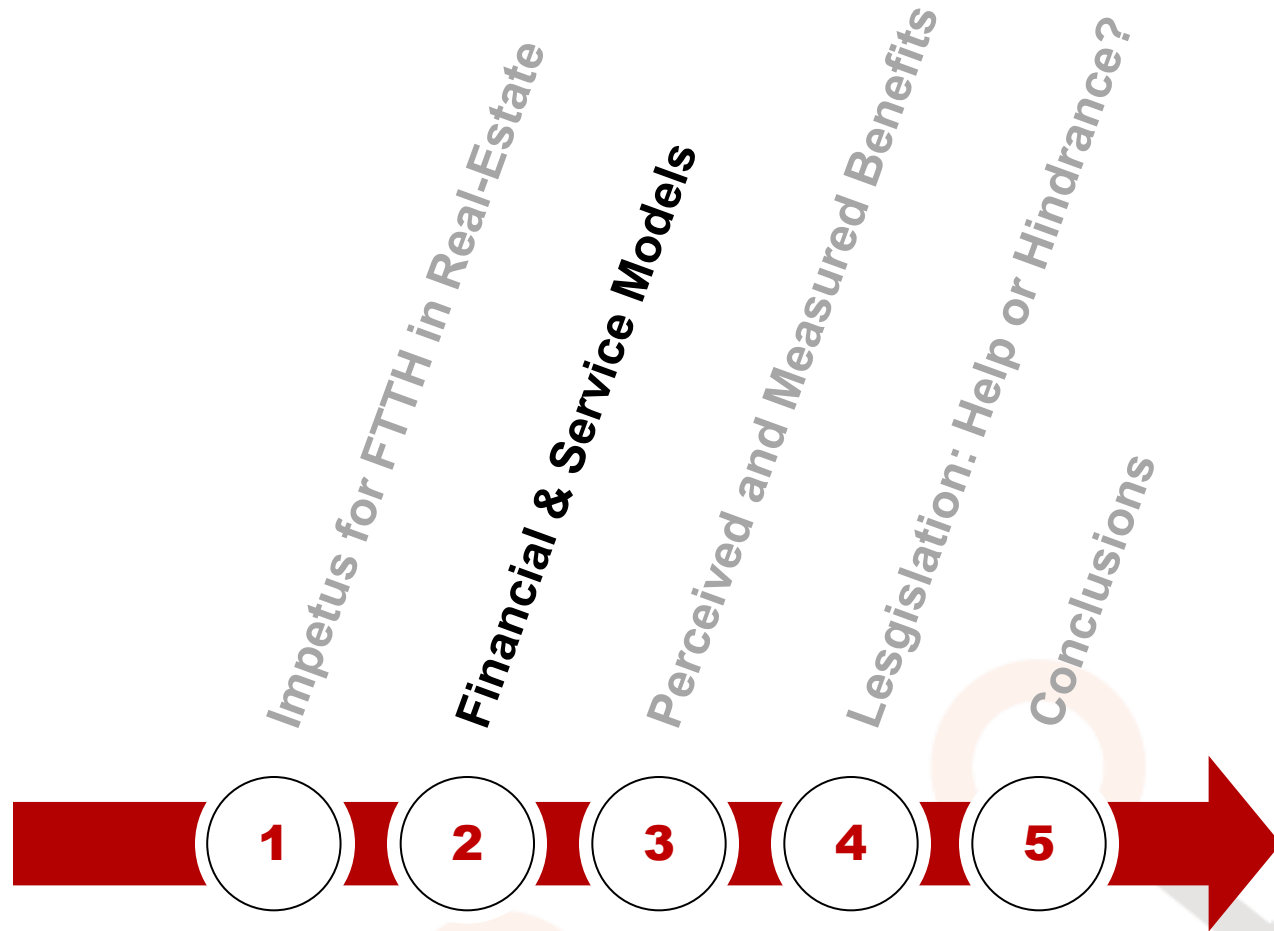 Impetus for FTTH in Real-Estate
Financial & Service Models
Perceived and Measured Benefits
Lesgislation: Help or Hindrance?
Conclusions
1
2
3
4
5